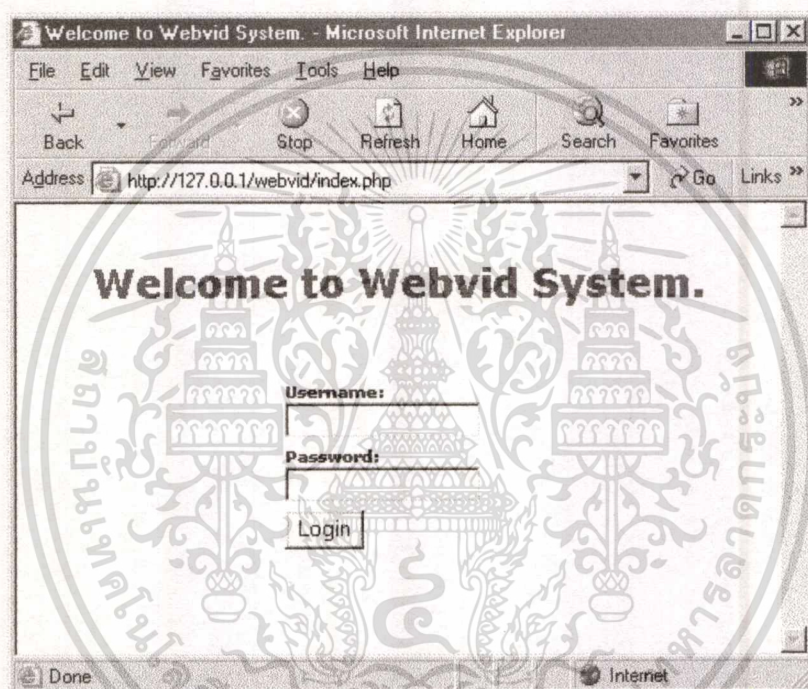 Welcome to Webvid System. - Microsoft Internet Explorer
File Edit View Favorites Tools Help
Back Forward Stop Refresh Home Search Favorites »
Address http://127.0.0.1/webvid/index.php Go Links »
Welcome to Webvid System.
Username:
Password:
Login
Done Internet